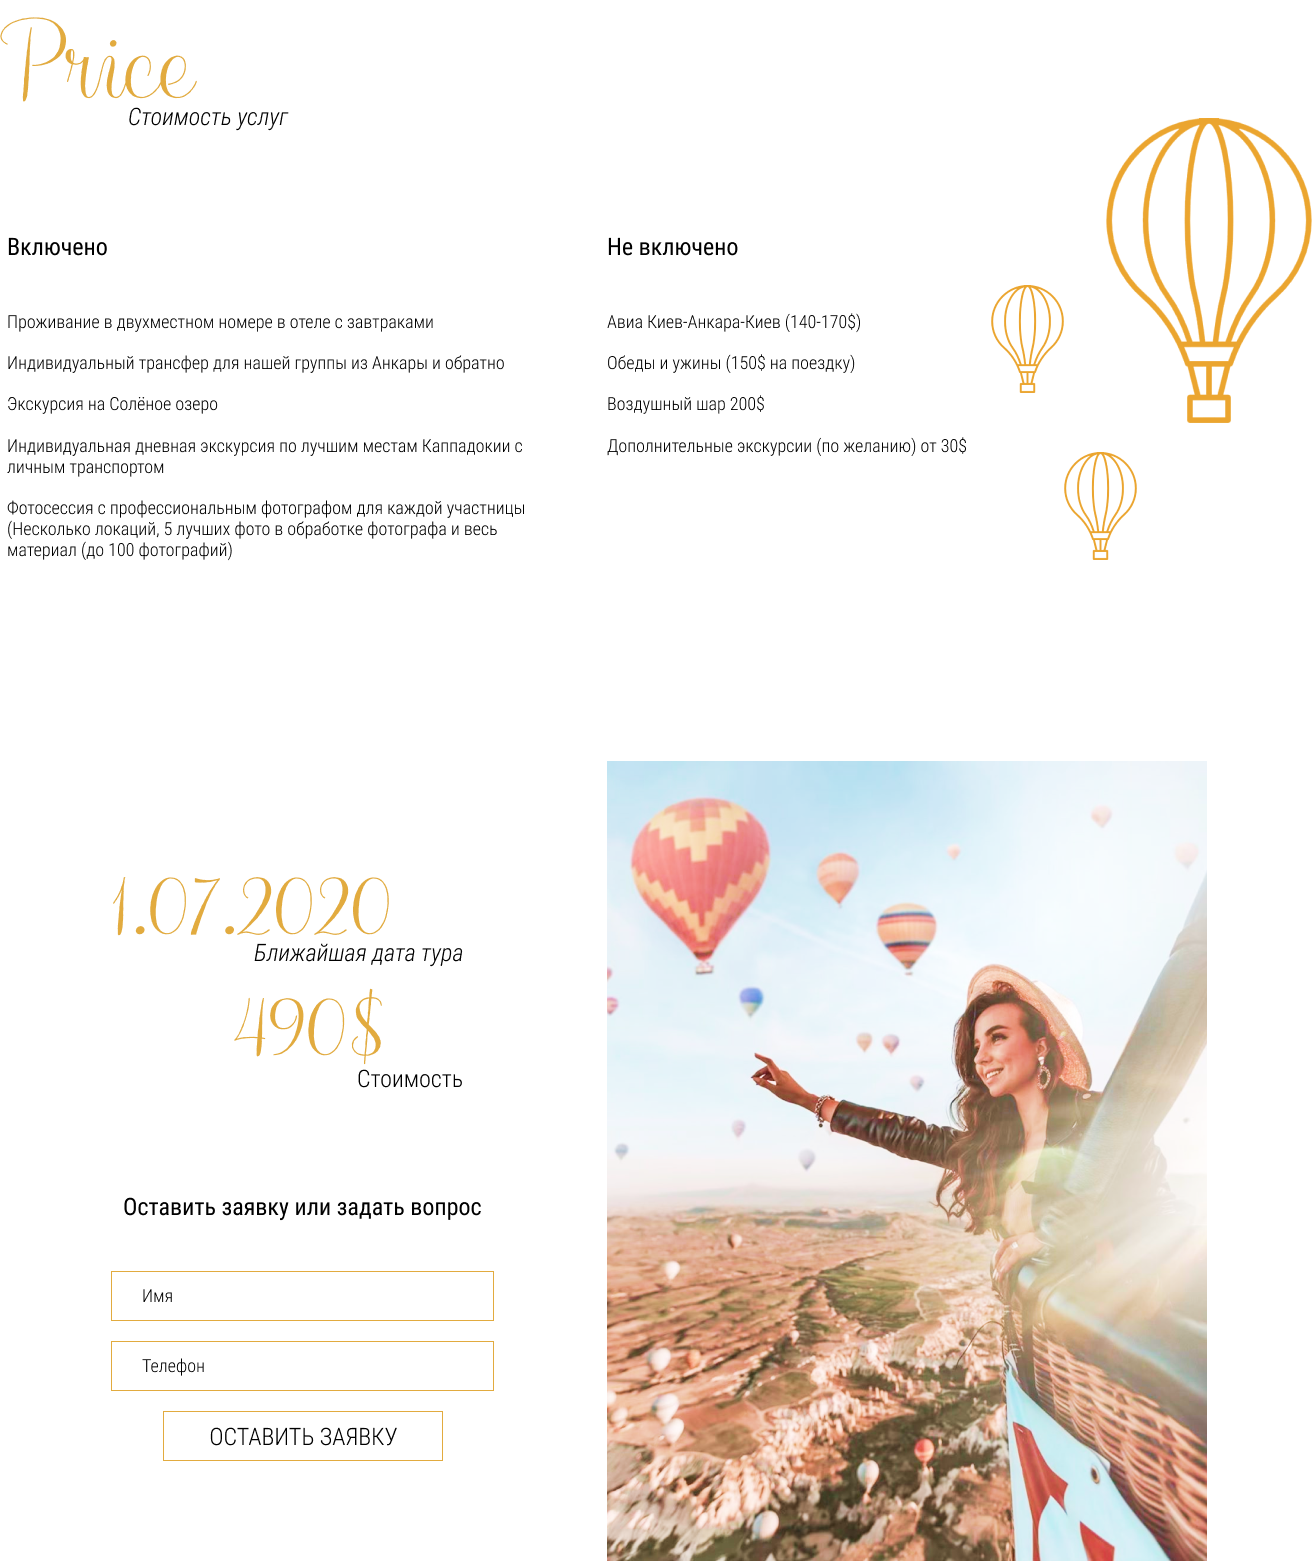 Price
Стоимость услуг
Включено
Проживание в двухместном номере в отеле с завтраками
Индивидуальный трансфер для нашей группы из Анкары и обратно
Экскурсия на Солёное озеро
Индивидуальная дневная экскурсия по лучшим местам Каппадокии с
личным транспортом
Фотосессия с профессиональным фотографом для каждой участницы
(Несколько локаций, 5 лучших фото в обработке фотографа и весь
материал (до 100 фотографий)
Не включено
Авиа Киев-Анкара-Киев (140-170$)
Обеды и ужины (150$ на поездку)
Воздушный шар 200$
Дополнительные экскурсии (по желанию) от 30$
1.07.2020
Ближайшая дата тура
490$
Стоимость
Оставить заявку или задать вопрос
Имя
Телефон
ОСТАВИТЬ ЗАЯВКУ